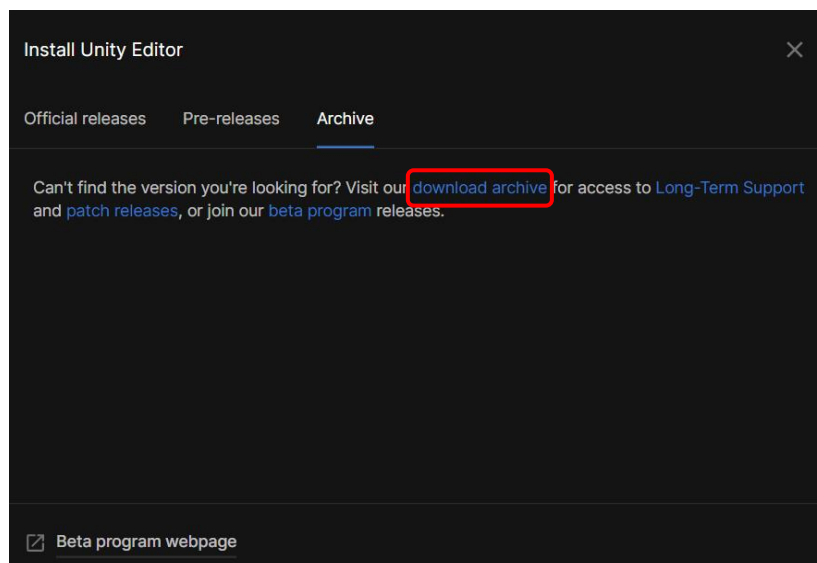 Install Unity Editor
Official releases Pre-releases Archive
Can't find the version you're looking for? Visit our download archive for access to Long-Term Support
and patch releases, or join our beta program releases.
Beta program webpage